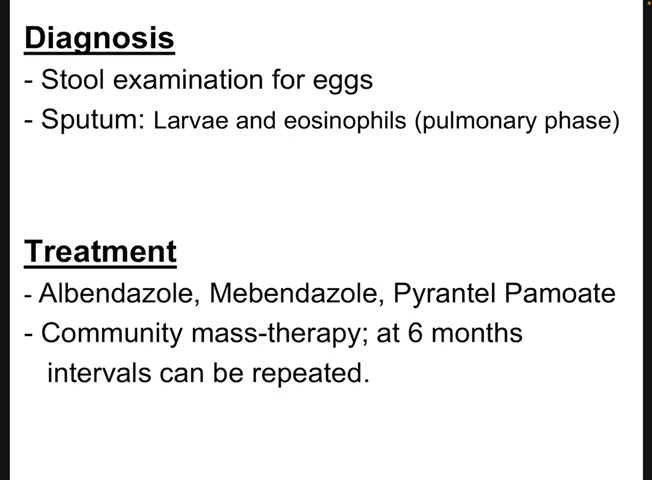 Diagnosis
- Stool examination for eggs
- Sputum: Larvae and eosinophils (pulmonary phase)
Treatment
- Albendazole, Mebendazole, Pyrantel Pamoate
- Community mass-therapy; at 6 months
intervals can be repeated.